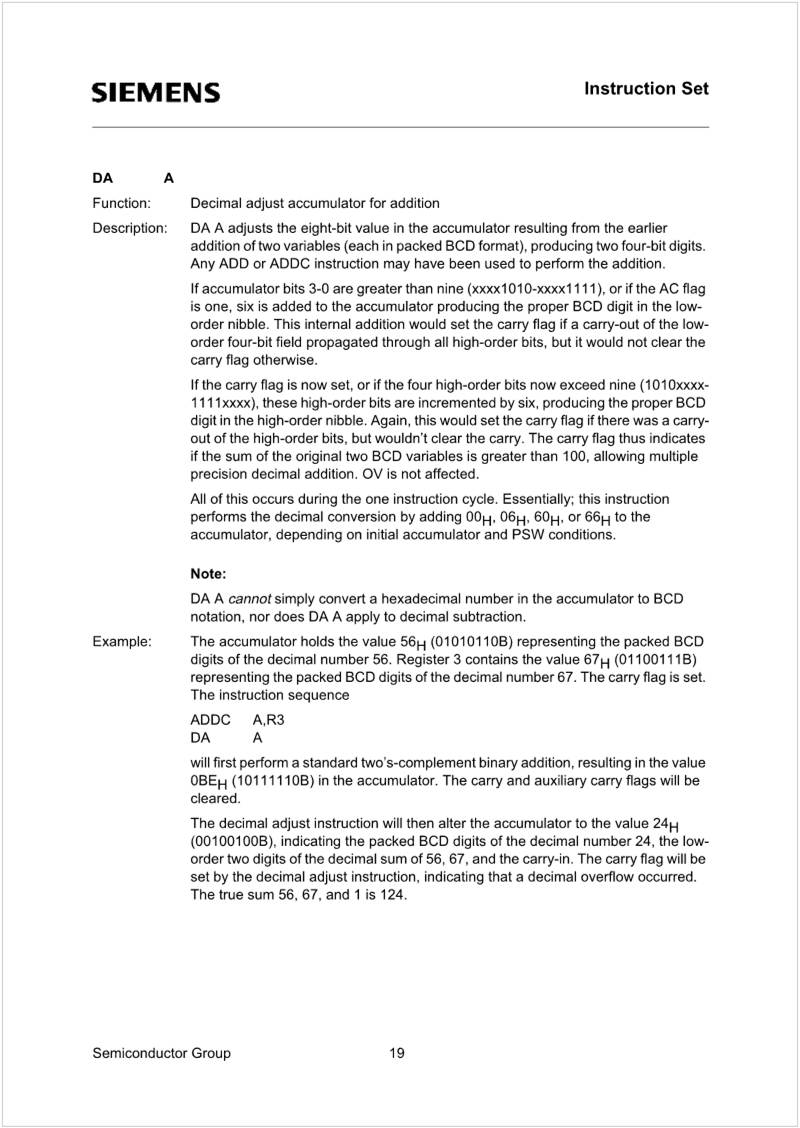 SIEMENS
Instruction Set
DA A
Function: Decimal adjust accumulator for addition
Description: DA A adjusts the eight-bit value in the accumulator resulting from the earlier
addition of two variables (each in packed BCD format), producing two four-bit digits.
Any ADD or ADDC instruction may have been used to perform the addition.
If accumulator bits 3-0 are greater than nine (xxxx1010-xxxx1111), or if the AC flag
is one, six is added to the accumulator producing the proper BCD digit in the low-
order nibble. This internal addition would set the carry flag if a carry-out of the low-
order four-bit field propagated through all high-order bits, but it would not clear the
carry flag otherwise.
If the carry flag is now set, or if the four high-order bits now exceed nine (1010xxxx-
1111xxxx), these high-order bits are incremented by six, producing the proper BCD
digit in the high-order nibble. Again, this would set the carry flag if there was a carry-
out of the high-order bits, but wouldn't clear the carry. The carry flag thus indicates
if the sum of the original two BCD variables is greater than 100, allowing multiple
precision decimal addition. OV is not affected.
All of this occurs during the one instruction cycle. Essentially; this instruction
performs the decimal conversion by adding 00H, 06H, 60H, or 66H to the
accumulator, depending on initial accumulator and PSW conditions.
Note:
DA A cannot simply convert a hexadecimal number in the accumulator to BCD
notation, nor does DA A apply to decimal subtraction.
Example: The accumulator holds the value 56H (01010110B) representing the packed BCD
digits of the decimal number 56. Register 3 contains the value 67H (01100111B)
representing the packed BCD digits of the decimal number 67. The carry flag is set.
The instruction sequence
ADDC A,R3
DA A
will first perform a standard two's-complement binary addition, resulting in the value
0BEH (10111110B) in the accumulator. The carry and auxiliary carry flags will be
cleared.
The decimal adjust instruction will then alter the accumulator to the value 24H
(00100100B), indicating the packed BCD digits of the decimal number 24, the low-
order two digits of the decimal sum of 56, 67, and the carry-in. The carry flag will be
set by the decimal adjust instruction, indicating that a decimal overflow occurred.
The true sum 56, 67, and 1 is 124.
Semiconductor Group 19